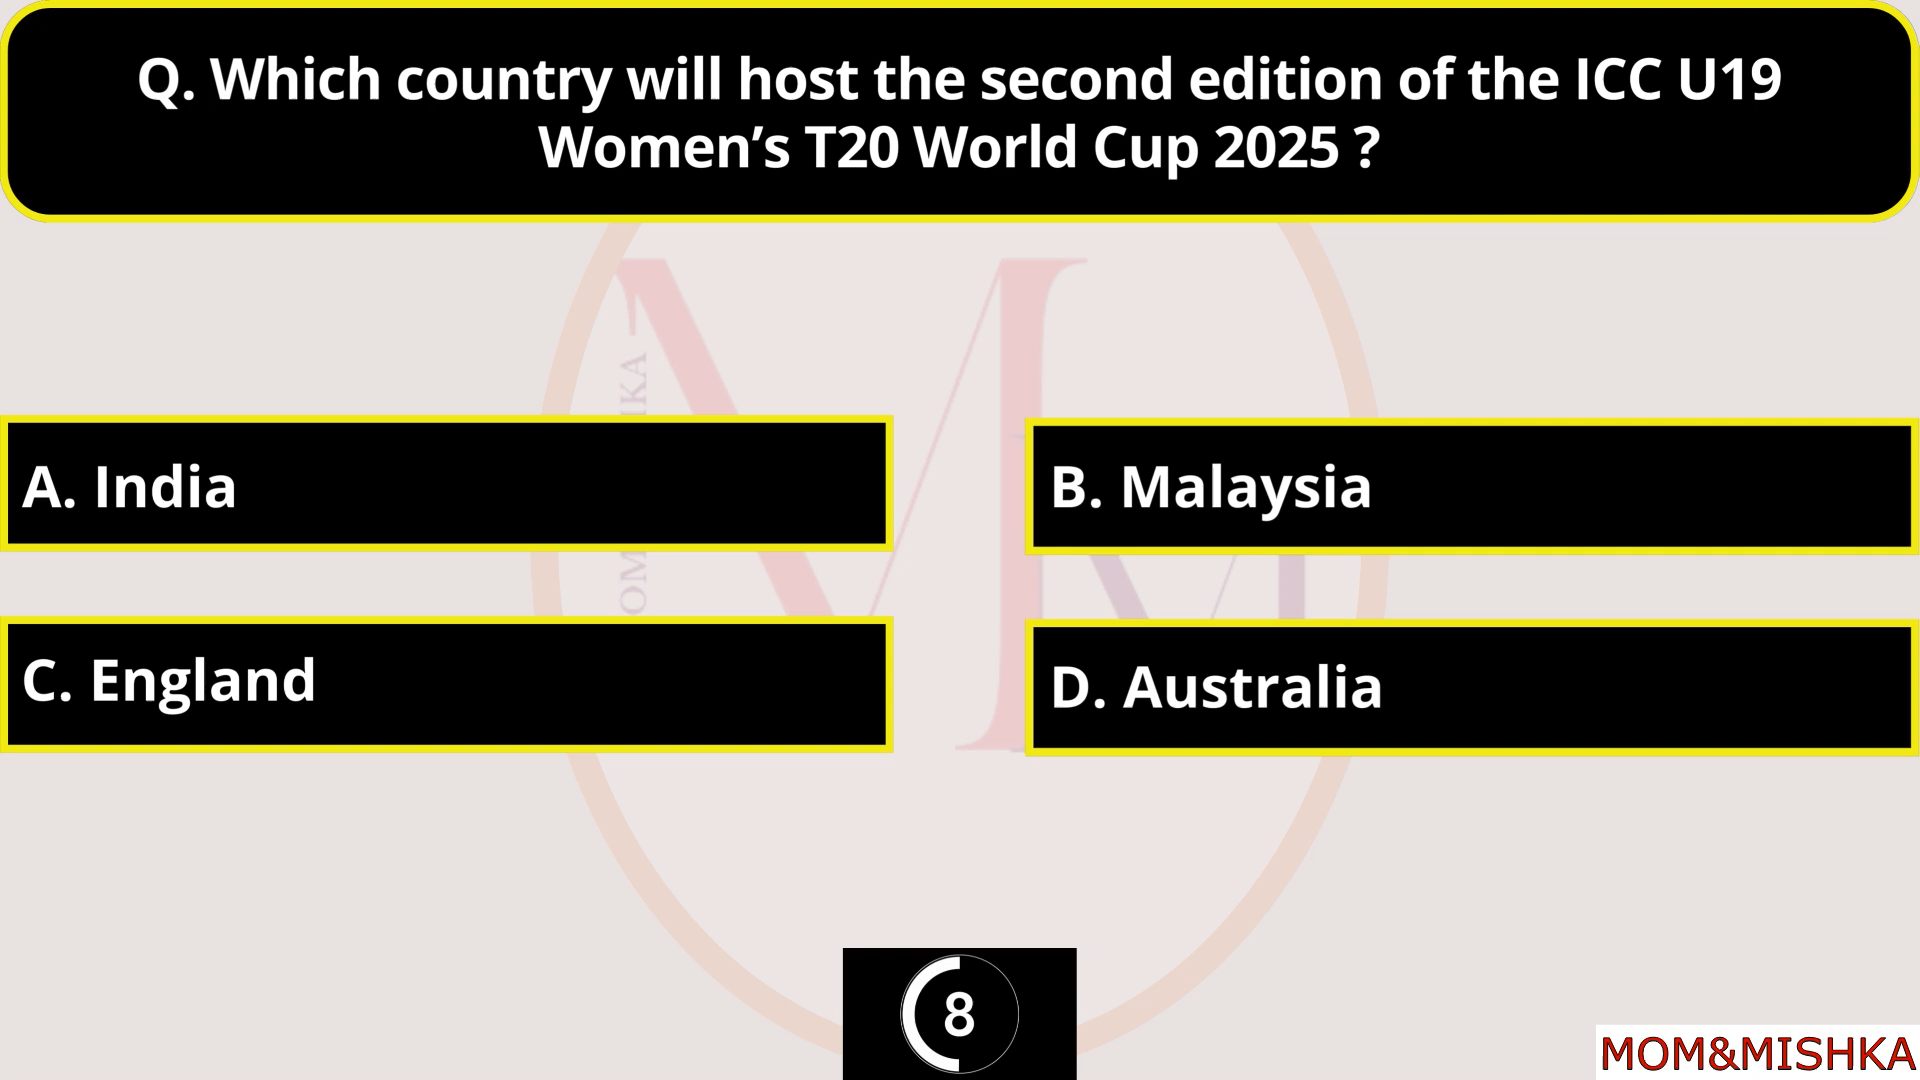 Q. Which country will host the second edition of the ICC U19
Women’s T20 World Cup 2025 ?
A. India
B. Malaysia
C. England
D. Australia
8
MOM&MISHKA